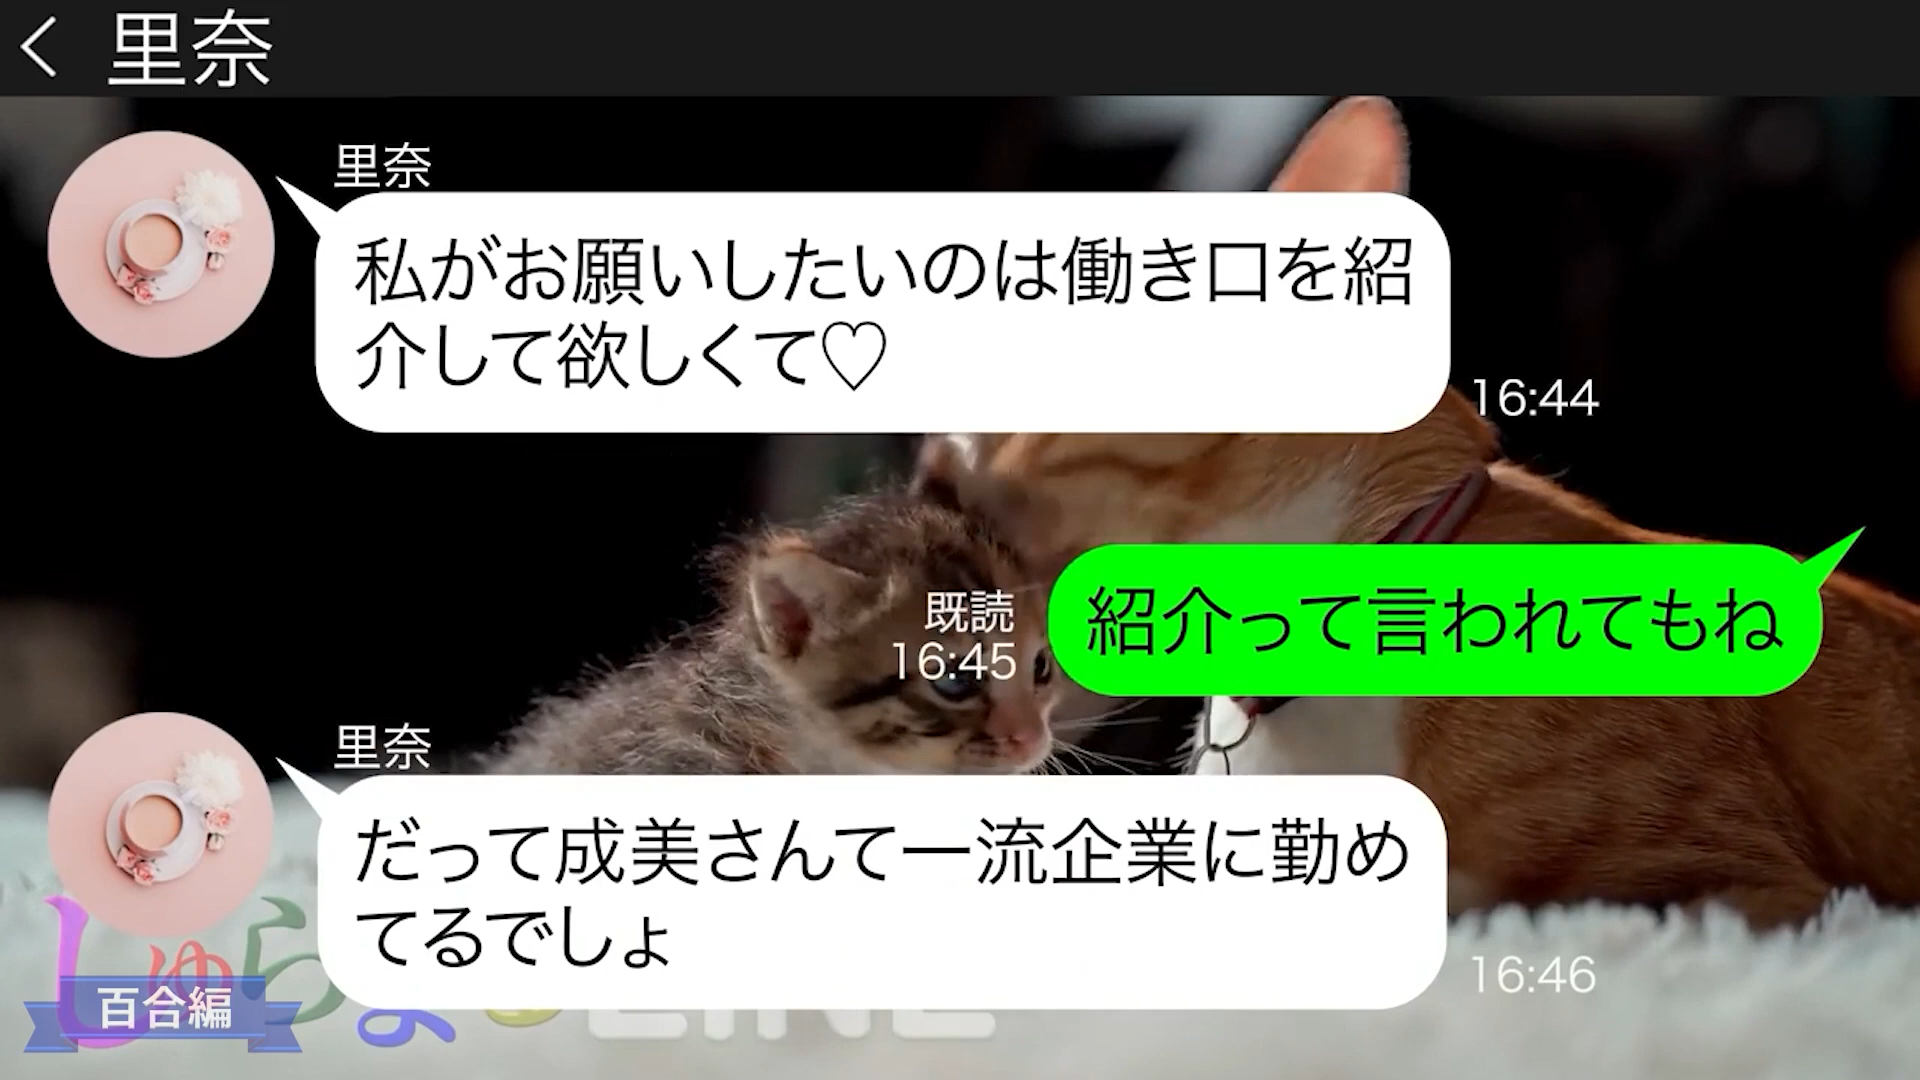 里奈
里奈
私がお願いしたいのは働き口を紹
介して欲しくて♡
16:44
紹介って言われてもね
既読
16:45
里奈
だって成美さんて一流企業に勤め
てるでしょ
16:46
百合編